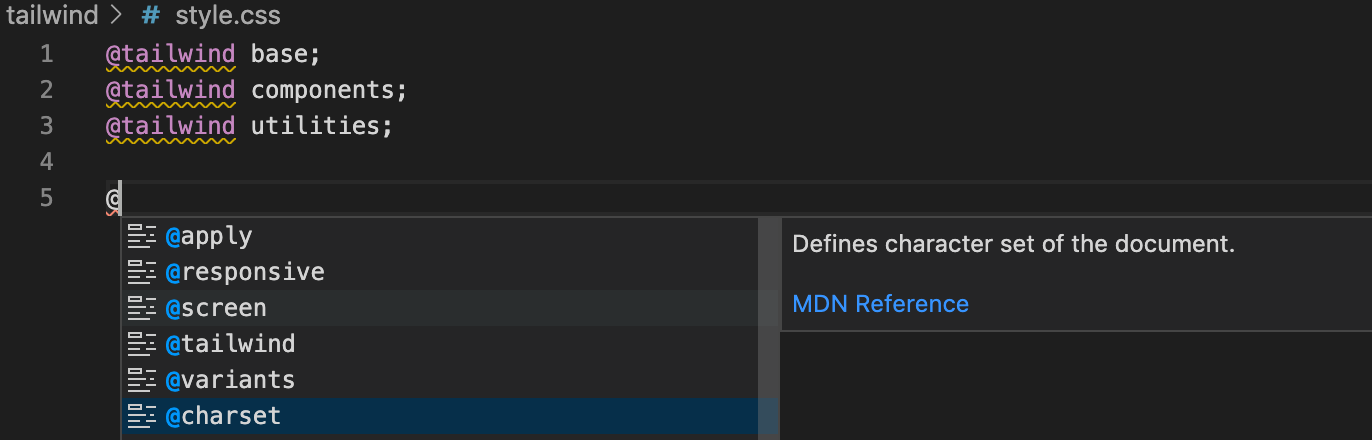 tailwind > # style.css
1 @tailwind base;
2 @tailwind components;
3 @tailwind utilities;
4
5 @
@apply
@responsive
@screen
@tailwind
@variants
@charset
Defines character set of the document.
MDN Reference